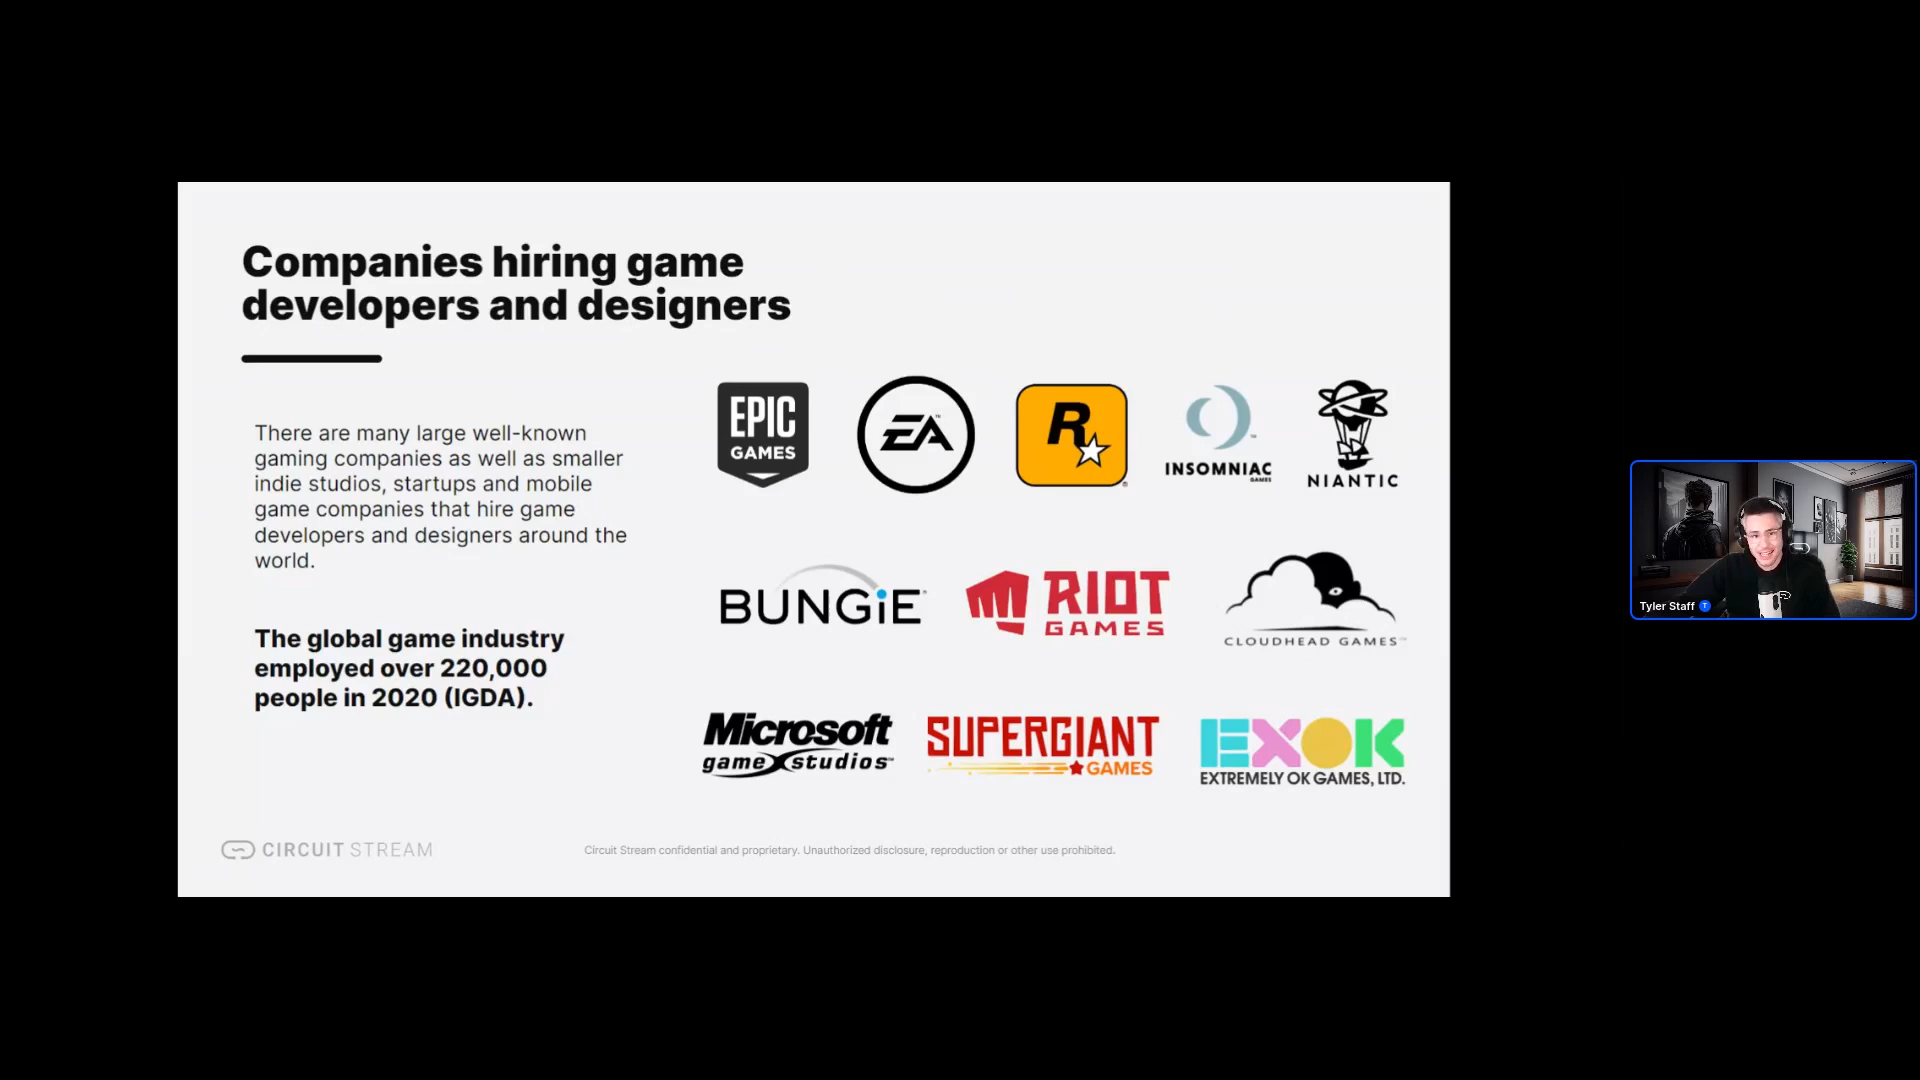 Companies hiring game
developers and designers
There are many large well-known
gaming companies as well as smaller
indie studios, startups and mobile
game companies that hire game
developers and designers around the
world.
The global game industry
employed over 220,000
people in 2020 (IGDA).
EPIC
GAMES
EA™
R
®
INSOMNIAC
GAMES
™
NIANTIC
BUNGiE®
RIOT
GAMES
CLOUDHEAD GAMES™
Microsoft
game studios™
SUPERGIANT
GAMES
EXOK
EXTREMELY OK GAMES, LTD.
CIRCUIT STREAM
Circuit Stream confidential and proprietary. Unauthorized disclosure, reproduction or other use prohibited.
Tyler Staff T